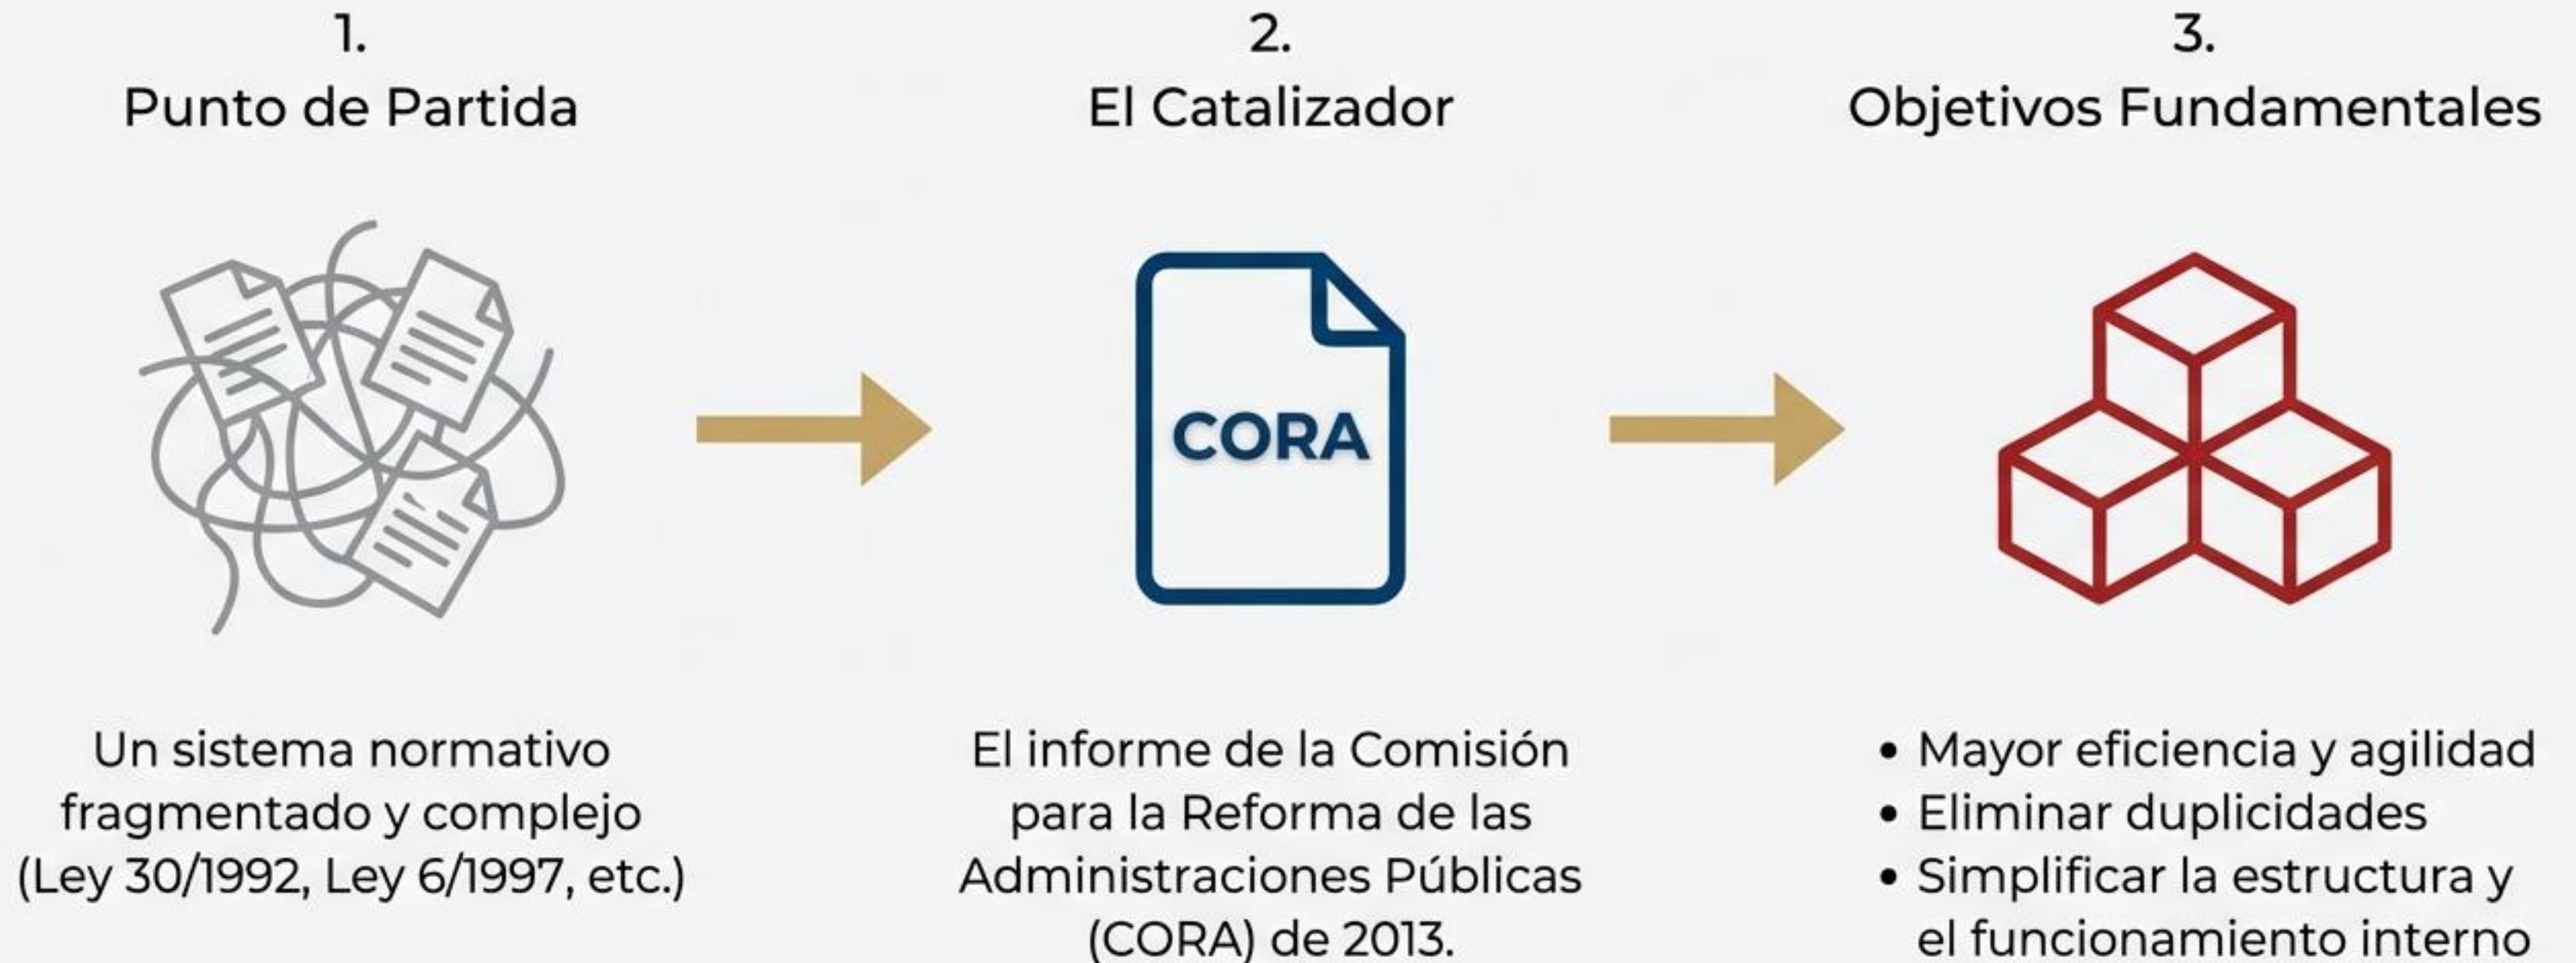 1.
Punto de Partida
Un sistema normativo
fragmentado y complejo
(Ley 30/1992, Ley 6/1997, etc.)
2.
El Catalizador
CORA
El informe de la Comisión
para la Reforma de las
Administraciones Públicas
(CORA) de 2013.
3.
Objetivos Fundamentales
• Mayor eficiencia y agilidad
• Eliminar duplicidades
• Simplificar la estructura y
el funcionamiento interno